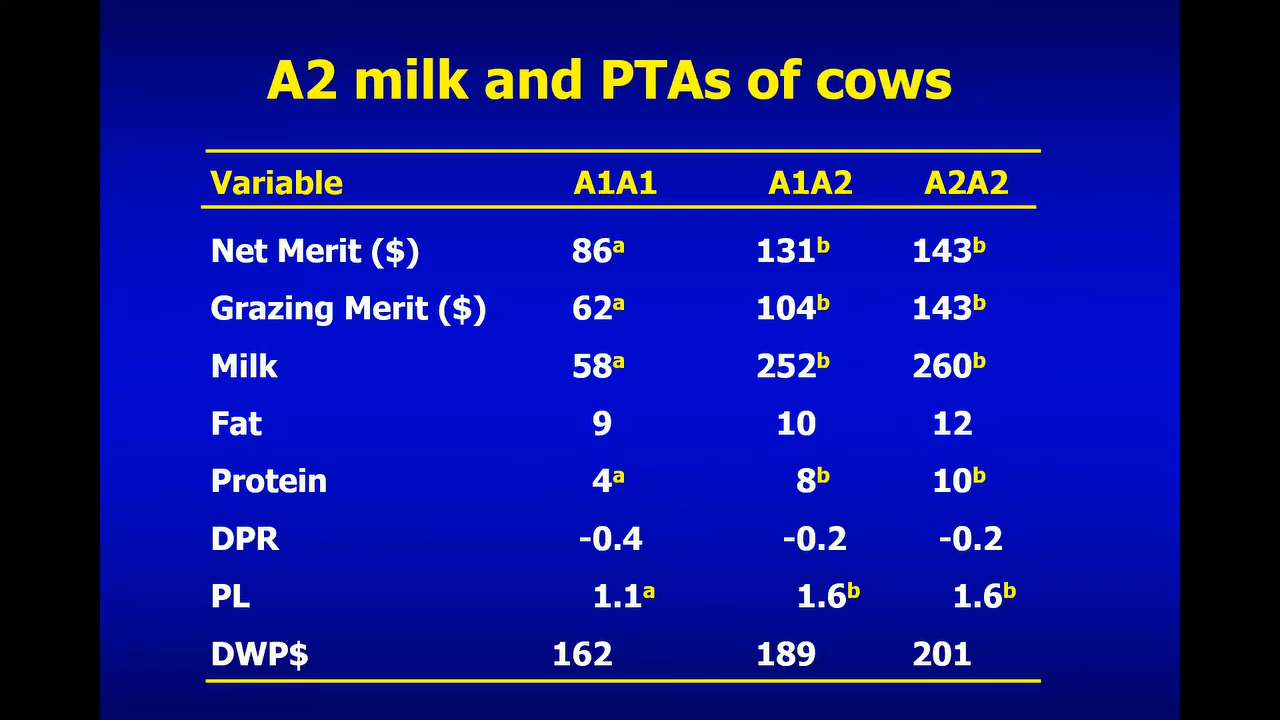 A2 milk and PTAs of cows
Variable A1A1 A1A2 A2A2
Net Merit ($) 86a 131b 143b
Grazing Merit ($) 62a 104b 143b
Milk 58a 252b 260b
Fat 9 10 12
Protein 4a 8b 10b
DPR -0.4 -0.2 -0.2
PL 1.1a 1.6b 1.6b
DWP$ 162 189 201